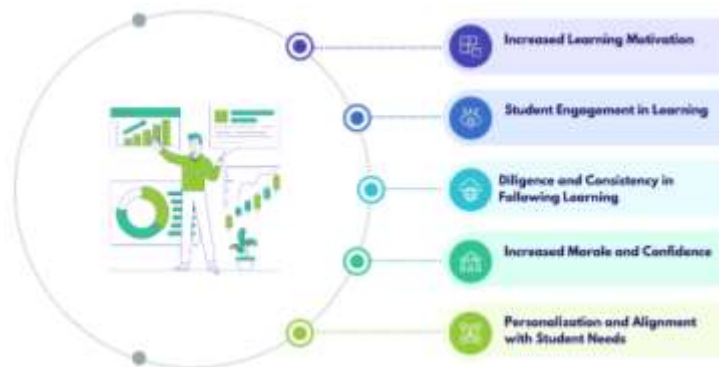 Increased Learning Motivation
Student Engagement in Learning
Diligence and Consistency in
Following Learning
Increased Morale and Confidence
Personalization and Alignment
with Student Needs